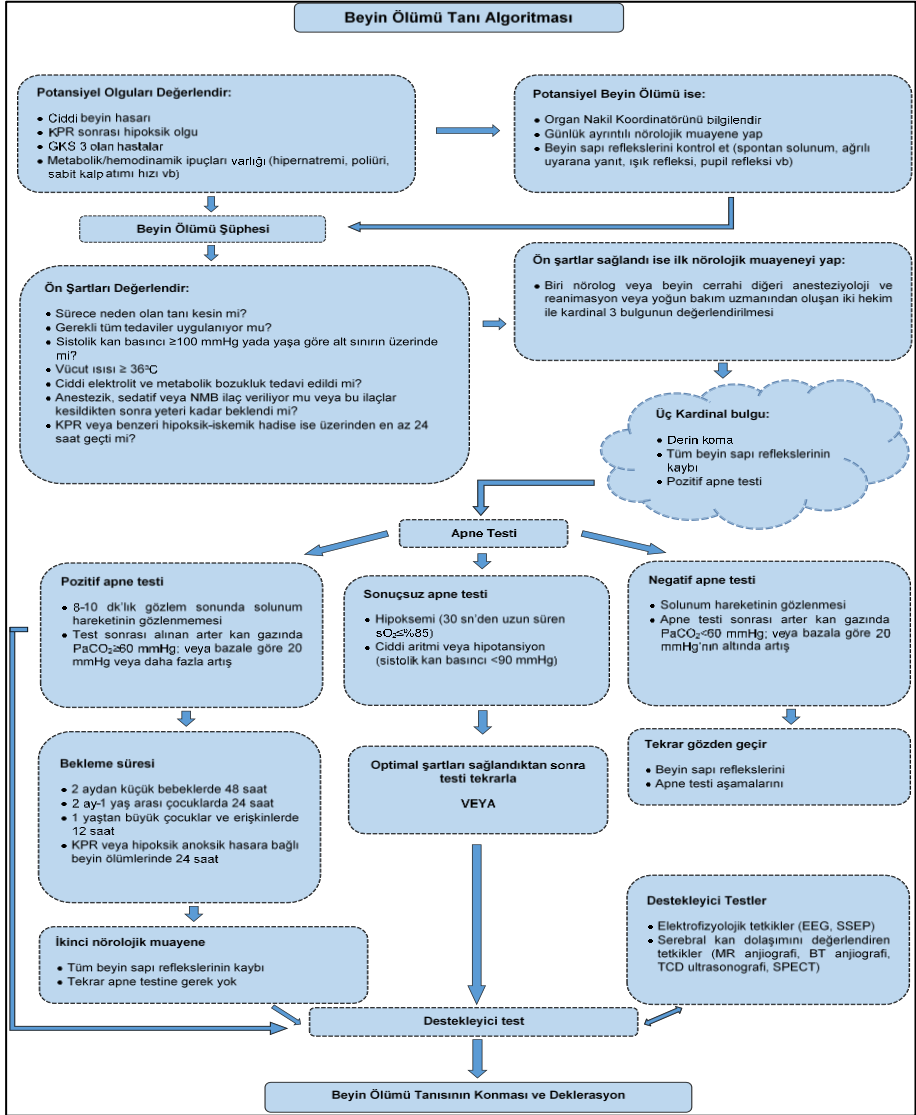 Beyin Ölümü Tanı Algoritması
Potansiyel Olguları Değerlendir:
• Ciddi beyin hasarı
• KPR sonrası hipoksik olgu
• GKS 3 olan hastalar
• Metabolik/hemodinamik ipuçları varlığı (hipernatremi, poliüri,
sabit kalp atımı hızı vb)
Potansiyel Beyin Ölümü ise:
• Organ Nakil Koordinatörünü bilgilendir
• Günlük ayrıntılı nörolojik muayene yap
• Beyin sapı reflekslerini kontrol et (spontan solunum, ağrılı
uyarana yanıt, ışık refleksi, pupil refleksi vb)
Beyin Ölümü Şüphesi
Ön Şartları Değerlendir:
• Sürece neden olan tanı kesin mi?
• Gerekli tüm tedaviler uygulanıyor mu?
• Sistolik kan basıncı ≥100 mmHg yada yaşa göre alt sınırın üzerinde
mi?
• Vücut ısısı ≥ 36°C
• Ciddi elektrolit ve metabolik bozukluk tedavi edildi mi?
• Anestezik, sedatif veya NMB ilaç veriliyor mu veya bu ilaçlar
kesildikten sonra yeteri kadar beklendi mi?
• KPR veya benzeri hipoksik-iskemik hadise ise üzerinden en az 24
saat geçti mi?
Ön şartlar sağlandı ise ilk nörolojik muayeneyi yap:
• Biri nörolog veya beyin cerrahi diğeri anesteziyoloji ve
reanimasyon veya yoğun bakım uzmanından oluşan iki hekim
ile kardinal 3 bulgunun değerlendirilmesi
Üç Kardinal bulgu:
• Derin koma
• Tüm beyin sapı reflekslerinin
kaybı
• Pozitif apne testi
Apne Testi
Pozitif apne testi
• 8-10 dk'lık gözlem sonunda solunum
hareketinin gözlenmemesi
• Test sonrası alınan arter kan gazında
PaCO₂≥60 mmHg; veya bazale göre 20
mmHg veya daha fazla artış
Sonuçsuz apne testi
• Hipoksemi (30 sn'den uzun süren
sO₂≤%85)
• Ciddi aritmi veya hipotansiyon
(sistolik kan basıncı <90 mmHg)
Negatif apne testi
• Solunum hareketinin gözlenmesi
• Apne testi sonrası arter kan gazında
PaCO₂<60 mmHg; veya bazala göre 20
mmHg'nın altında artış
Bekleme süresi
• 2 aydan küçük bebeklerde 48 saat
• 2 ay-1 yaş arası çocuklarda 24 saat
• 1 yaştan büyük çocuklar ve erişkinlerde
12 saat
• KPR veya hipoksik anoksik hasara bağlı
beyin ölümlerinde 24 saat
Optimal şartları sağlandıktan sonra
testi tekrarla
VEYA
Tekrar gözden geçir
• Beyin sapı reflekslerini
• Apne testi aşamalarını
İkinci nörolojik muayene
• Tüm beyin sapı reflekslerinin kaybı
• Tekrar apne testine gerek yok
Destekleyici Testler
• Elektrofizyolojik tetkikler (EEG, SSEP)
• Serebral kan dolaşımını değerlendiren
tetkikler (MR anjiografi, BT anjiografi,
TCD ultrasonografi, SPECT)
Destekleyici test
Beyin Ölümü Tanısının Konması ve Deklerasyon